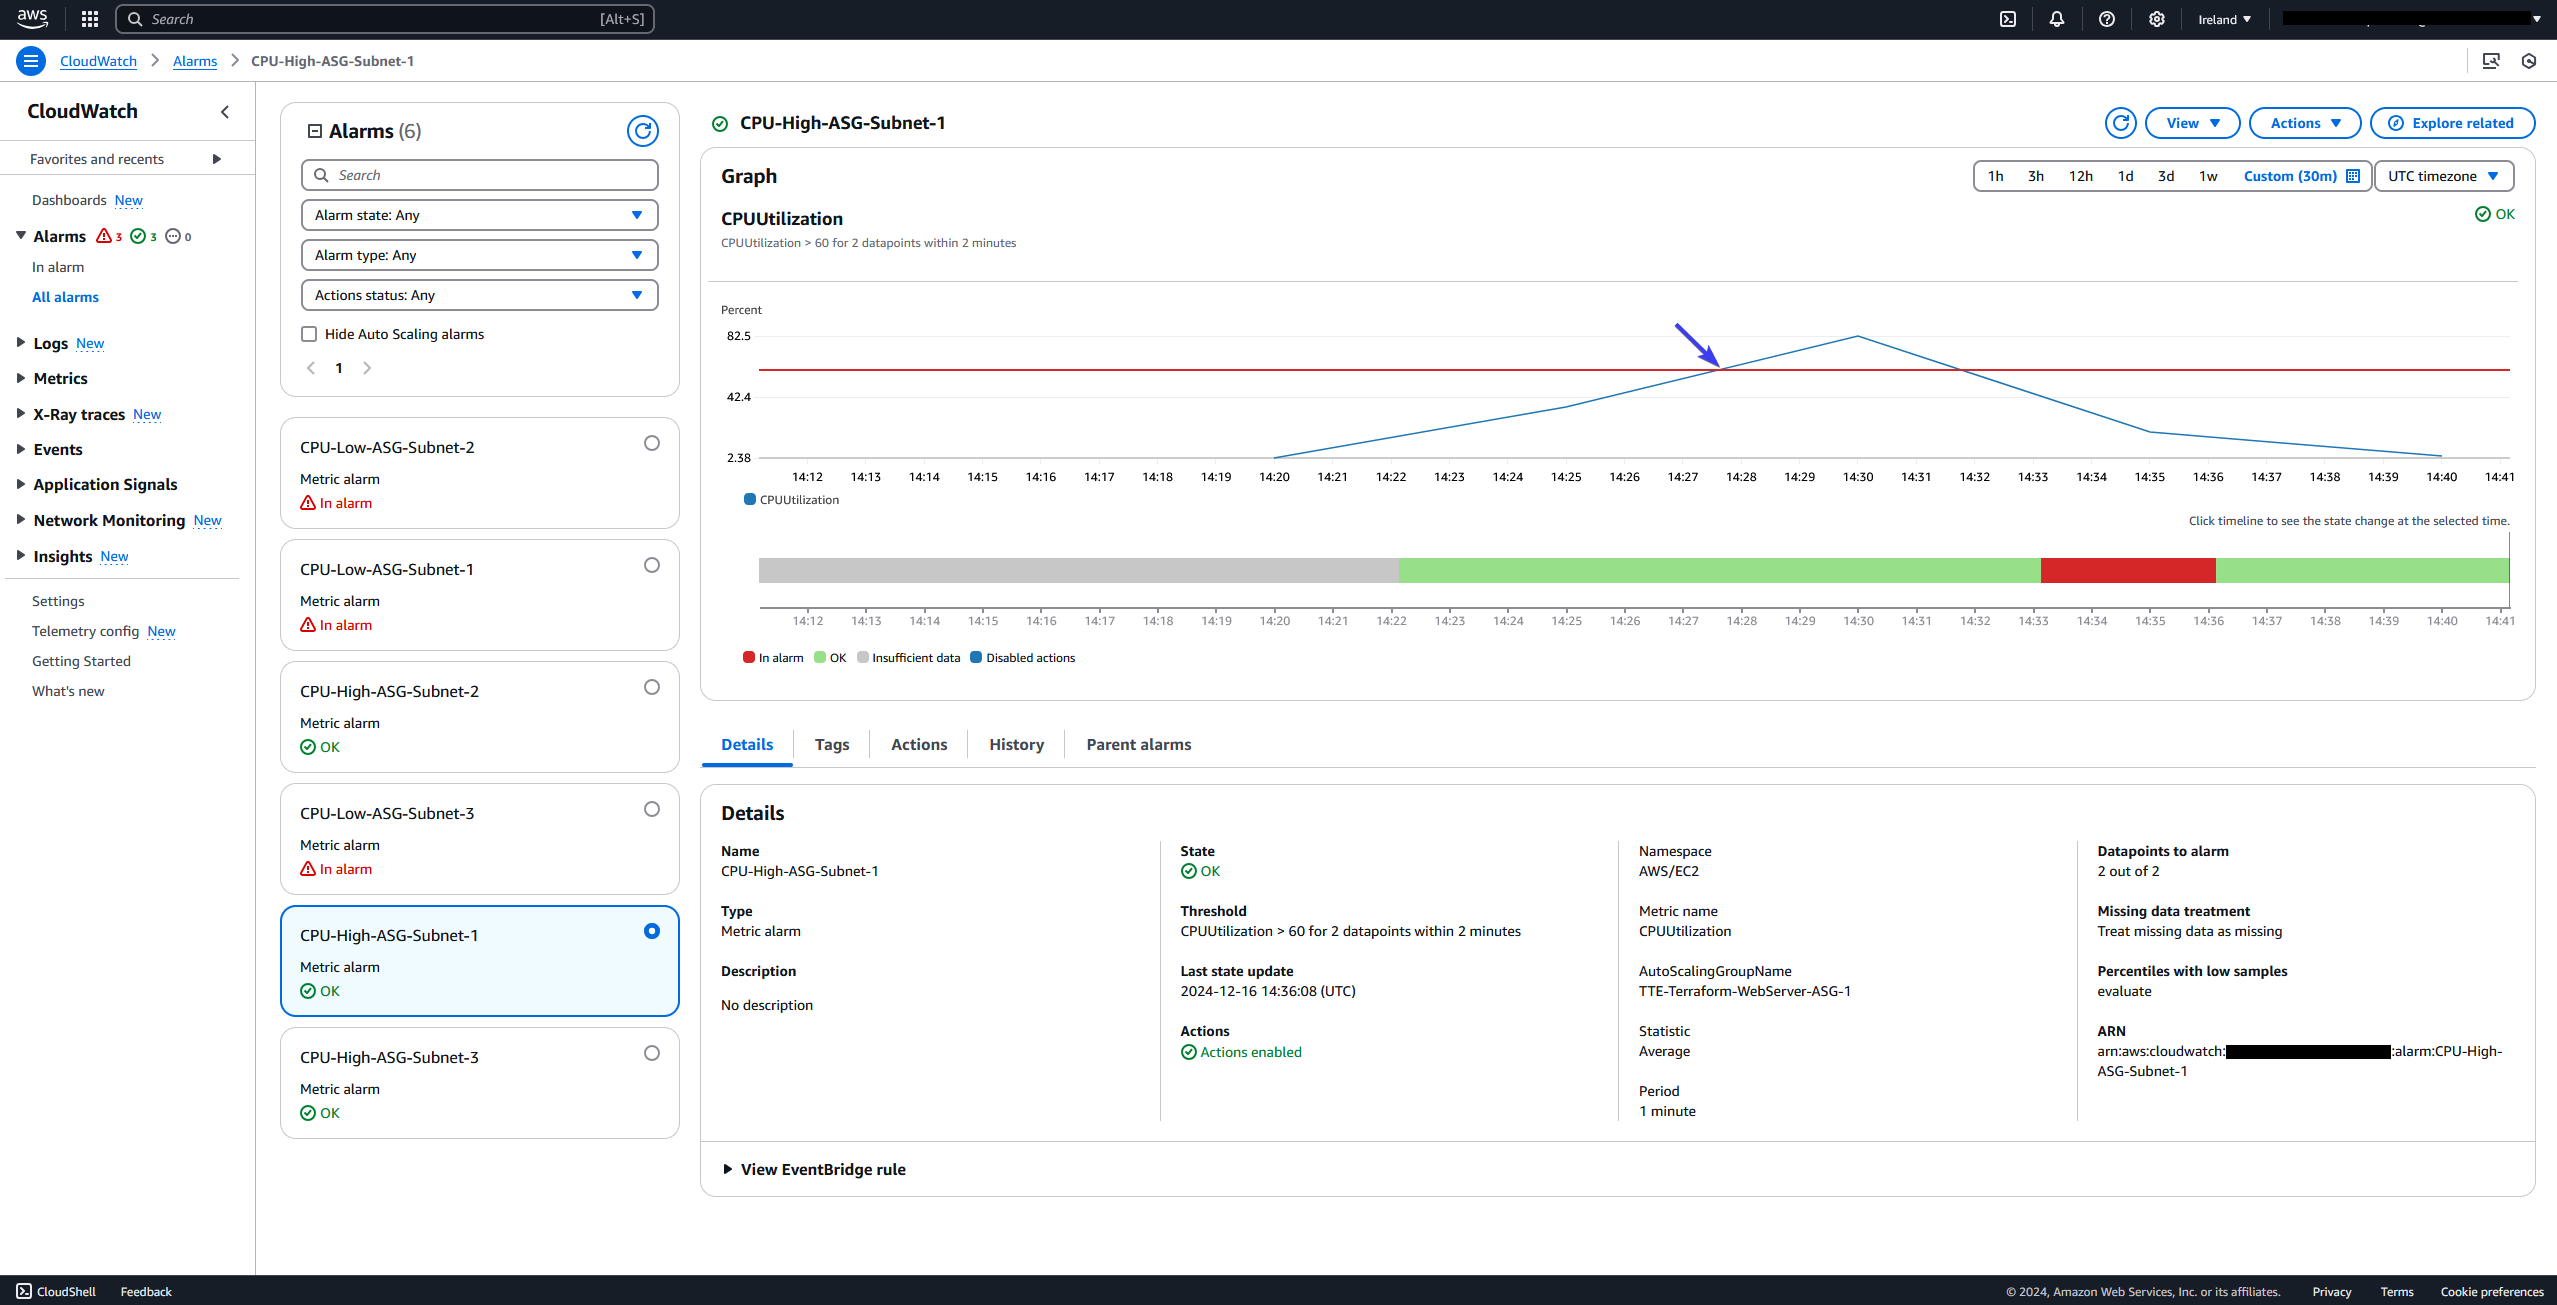 aws
Search [Alt+S]
Ireland
CloudWatch > Alarms > CPU-High-ASG-Subnet-1
CloudWatch
Favorites and recents
Dashboards New
Alarms 3 3 0
In alarm
All alarms
Logs New
Metrics
X-Ray traces New
Events
Application Signals
Network Monitoring New
Insights New
Settings
Telemetry config New
Getting Started
What's new
Alarms (6)
Search
Alarm state: Any
Alarm type: Any
Actions status: Any
Hide Auto Scaling alarms
1
CPU-Low-ASG-Subnet-2
Metric alarm
In alarm
CPU-Low-ASG-Subnet-1
Metric alarm
In alarm
CPU-High-ASG-Subnet-2
Metric alarm
OK
CPU-Low-ASG-Subnet-3
Metric alarm
In alarm
CPU-High-ASG-Subnet-1
Metric alarm
OK
CPU-High-ASG-Subnet-3
Metric alarm
OK
CPU-High-ASG-Subnet-1
View Actions Explore related
Graph
1h 3h 12h 1d 3d 1w Custom (30m) UTC timezone
CPUUtilization
OK
CPUUtilization > 60 for 2 datapoints within 2 minutes
Percent
82.5
42.4
2.38
14:12 14:13 14:14 14:15 14:16 14:17 14:18 14:19 14:20 14:21 14:22 14:23 14:24 14:25 14:26 14:27 14:28 14:29 14:30 14:31 14:32 14:33 14:34 14:35 14:36 14:37 14:38 14:39 14:40 14:41
CPUUtilization
Click timeline to see the state change at the selected time.
14:12 14:13 14:14 14:15 14:16 14:17 14:18 14:19 14:20 14:21 14:22 14:23 14:24 14:25 14:26 14:27 14:28 14:29 14:30 14:31 14:32 14:33 14:34 14:35 14:36 14:37 14:38 14:39 14:40 14:41
In alarm OK Insufficient data Disabled actions
Details Tags Actions History Parent alarms
Details
Name
CPU-High-ASG-Subnet-1
Type
Metric alarm
Description
No description
State
OK
Threshold
CPUUtilization > 60 for 2 datapoints within 2 minutes
Last state update
2024-12-16 14:36:08 (UTC)
Actions
Actions enabled
Namespace
AWS/EC2
Metric name
CPUUtilization
AutoScalingGroupName
TTE-Terraform-WebServer-ASG-1
Statistic
Average
Period
1 minute
Datapoints to alarm
2 out of 2
Missing data treatment
Treat missing data as missing
Percentiles with low samples
evaluate
ARN
arn:aws:cloudwatch: :alarm:CPU-High-
ASG-Subnet-1
View EventBridge rule
CloudShell Feedback
© 2024, Amazon Web Services, Inc. or its affiliates. Privacy Terms Cookie preferences